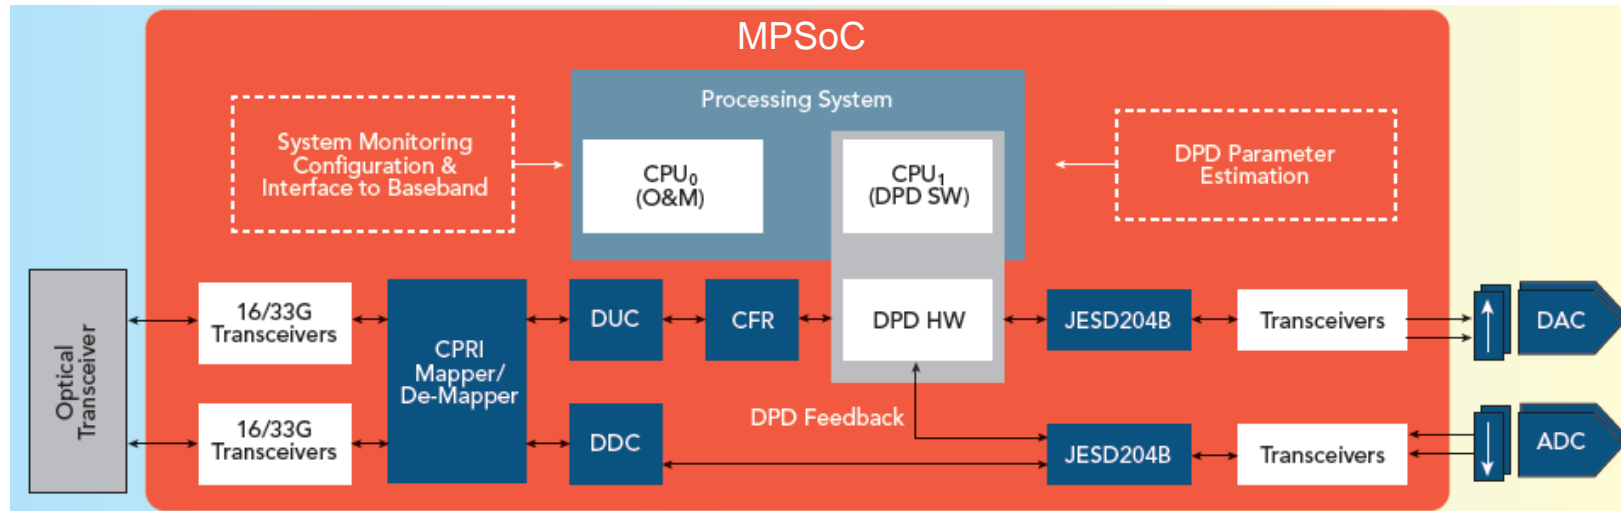 MPSoC
Processing System
System Monitoring
Configuration &
Interface to Baseband
CPU0
(O&M)
CPU1
(DPD SW)
DPD Parameter
Estimation
Optical
Transceiver
16/33G
Transceivers
CPRI
Mapper/
De-Mapper
DUC
CFR
DPD HW
JESD204B
Transceivers
DAC
16/33G
Transceivers
DDC
DPD Feedback
JESD204B
Transceivers
ADC